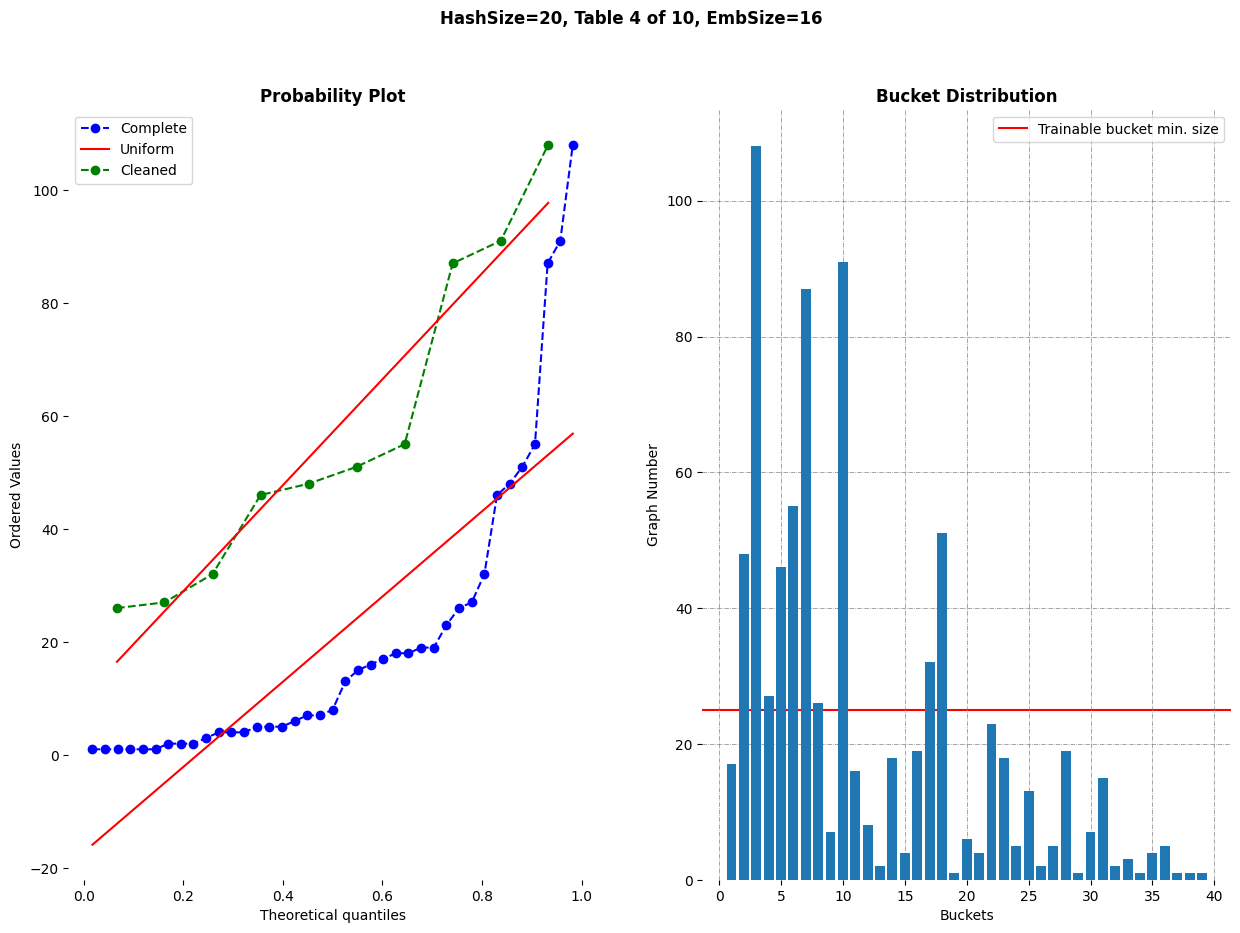 HashSize=20, Table 4 of 10, EmbSize=16
Probability Plot
Complete
Uniform
Cleaned
Ordered Values
100
80
60
40
20
0
−20
0.0 0.2 0.4 0.6 0.8 1.0
Theoretical quantiles
Bucket Distribution
Trainable bucket min. size
Graph Number
100
80
60
40
20
0
0 5 10 15 20 25 30 35 40
Buckets